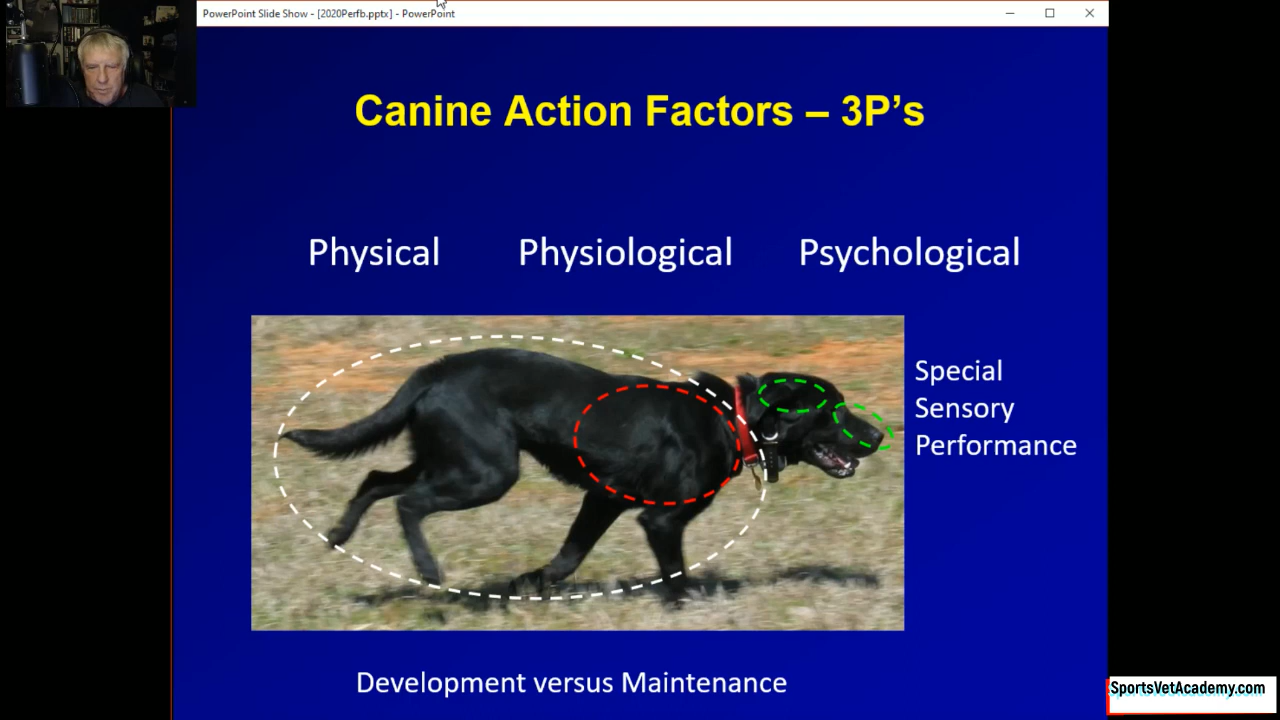 PowerPoint Slide Show - [2020Perfb.pptx] - PowerPoint
Canine Action Factors – 3P’s
Physical Physiological Psychological
Special
Sensory
Performance
Development versus Maintenance
SportsVetAcademy.com